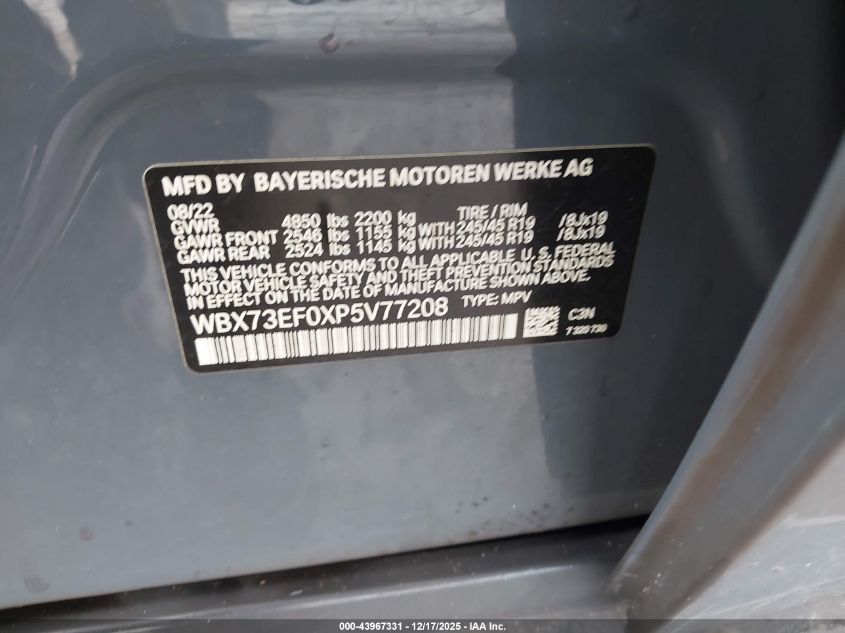 MFD BY BAYERISCHE MOTOREN WERKE AG
08/22 TIRE / RIM
GVWR 4850 lbs 2200 kg
GAWR FRONT 2546 lbs 1155 kg WITH 245/45 R19 /8Jx19
GAWR REAR 2524 lbs 1145 kg WITH 245/45 R19 /8Jx19
THIS VEHICLE CONFORMS TO ALL APPLICABLE U.S. FEDERAL
MOTOR VEHICLE SAFETY AND THEFT PREVENTION STANDARDS
IN EFFECT ON THE DATE OF MANUFACTURE SHOWN ABOVE.
WBX73EF0XP5V77208 TYPE: MPV
C3N
7 320 730
000-43967331 - 12/17/2025 - IAA Inc.